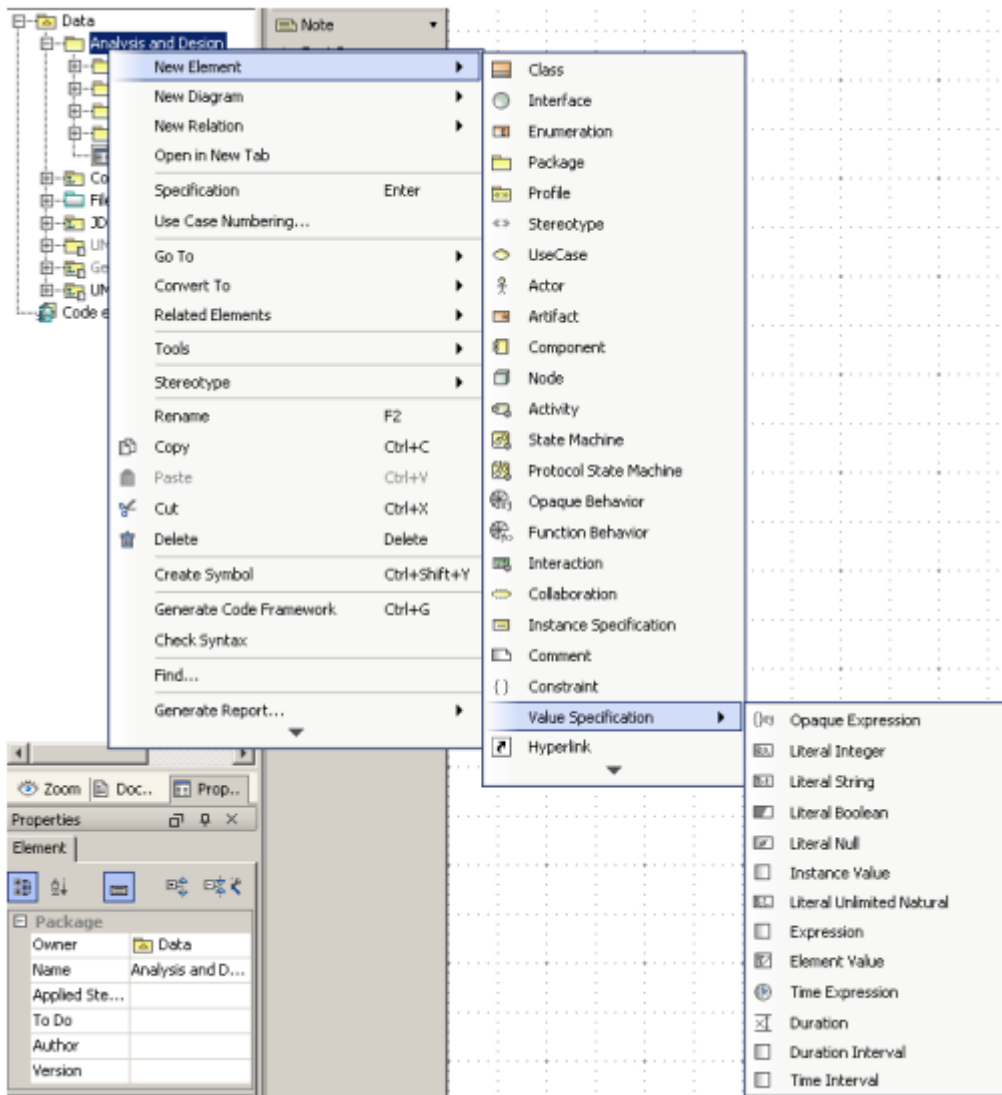 Data
Note
Analysis and Design
Co
File
JD
UM
Ge
UM
Code e
New Element
New Diagram
New Relation
Open in New Tab
Specification Enter
Use Case Numbering...
Go To
Convert To
Related Elements
Tools
Stereotype
Rename F2
Copy Ctrl+C
Paste Ctrl+V
Cut Ctrl+X
Delete Delete
Create Symbol Ctrl+Shift+Y
Generate Code Framework Ctrl+G
Check Syntax
Find...
Generate Report...
Class
Interface
Enumeration
Package
Profile
Stereotype
UseCase
Actor
Artifact
Component
Node
Activity
State Machine
Protocol State Machine
Opaque Behavior
Function Behavior
Interaction
Collaboration
Instance Specification
Comment
Constraint
Value Specification
Hyperlink
Opaque Expression
Literal Integer
Literal String
Literal Boolean
Literal Null
Instance Value
Literal Unlimited Natural
Expression
Element Value
Time Expression
Duration
Duration Interval
Time Interval
Zoom Doc.. Prop..
Properties
Element
Package
Owner Data
Name Analysis and D...
Applied Ste...
To Do
Author
Version